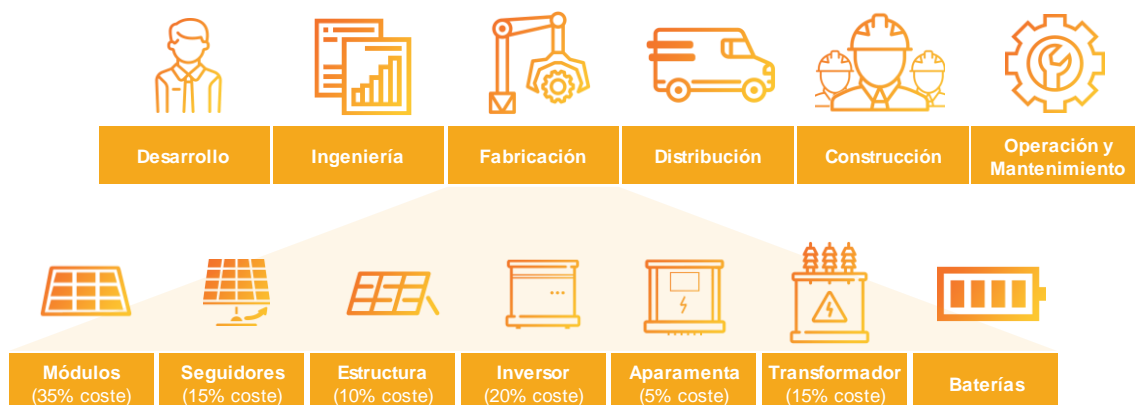 Desarrollo
Ingeniería
Fabricación
Distribución
Construcción
Operación y
Mantenimiento
Módulos
(35% coste)
Seguidores
(15% coste)
Estructura
(10% coste)
Inversor
(20% coste)
Aparamenta
(5% coste)
Transformador
(15% coste)
Baterías